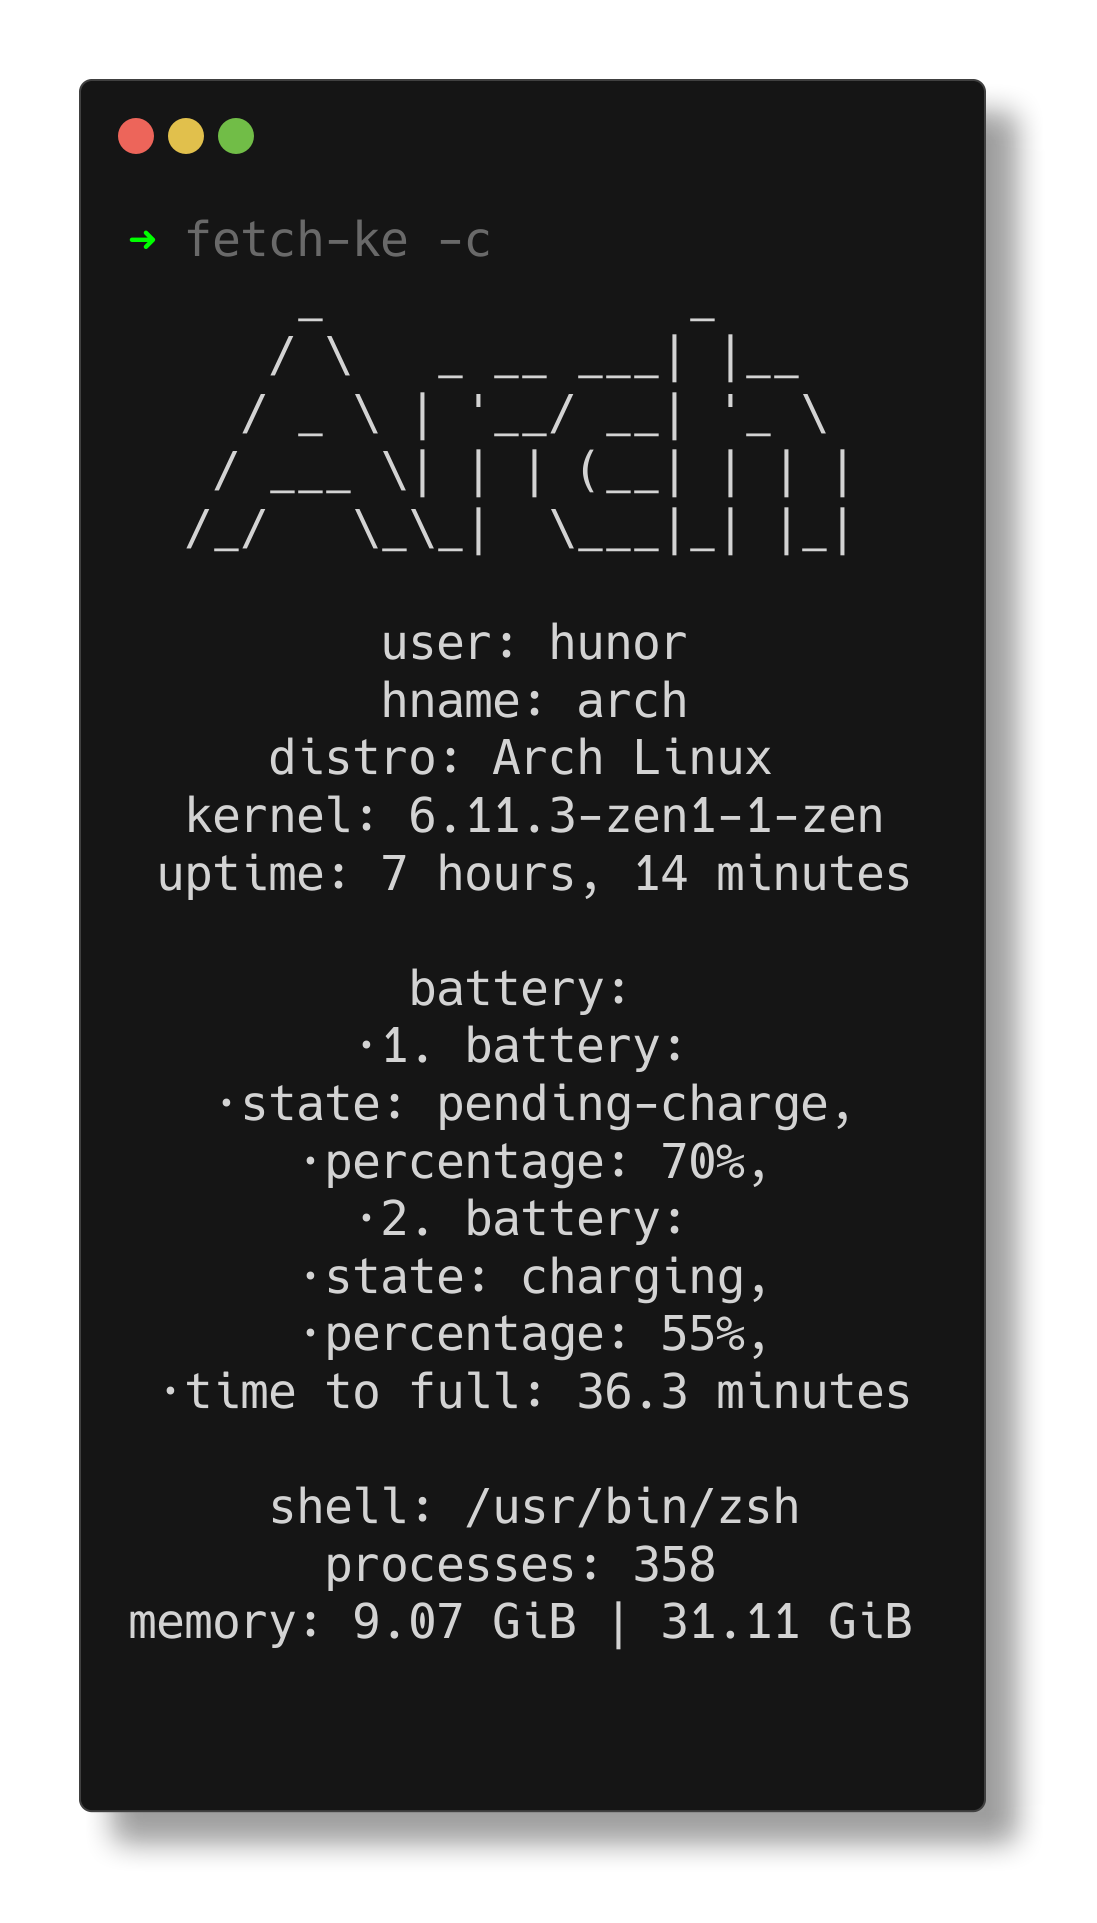 ➜ fetch-ke -c
      _             _
     / \   _ __ ___| |__
    / _ \ | '__/ __| '_ \
   / ___ \| | | (__| | | |
  /_/   \_\_|  \___|_| |_|
user: hunor
hname: arch
distro: Arch Linux
kernel: 6.11.3-zen1-1-zen
uptime: 7 hours, 14 minutes
battery:
·1. battery:
·state: pending-charge,
·percentage: 70%,
·2. battery:
·state: charging,
·percentage: 55%,
·time to full: 36.3 minutes
shell: /usr/bin/zsh
processes: 358
memory: 9.07 GiB | 31.11 GiB